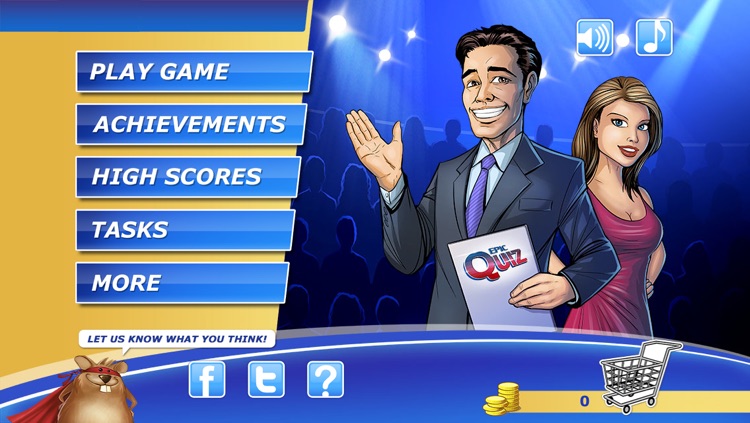 PLAY GAME
ACHIEVEMENTS
HIGH SCORES
TASKS
MORE
EPIC
QUIZ
LET US KNOW WHAT YOU THINK!
f
t
?
0